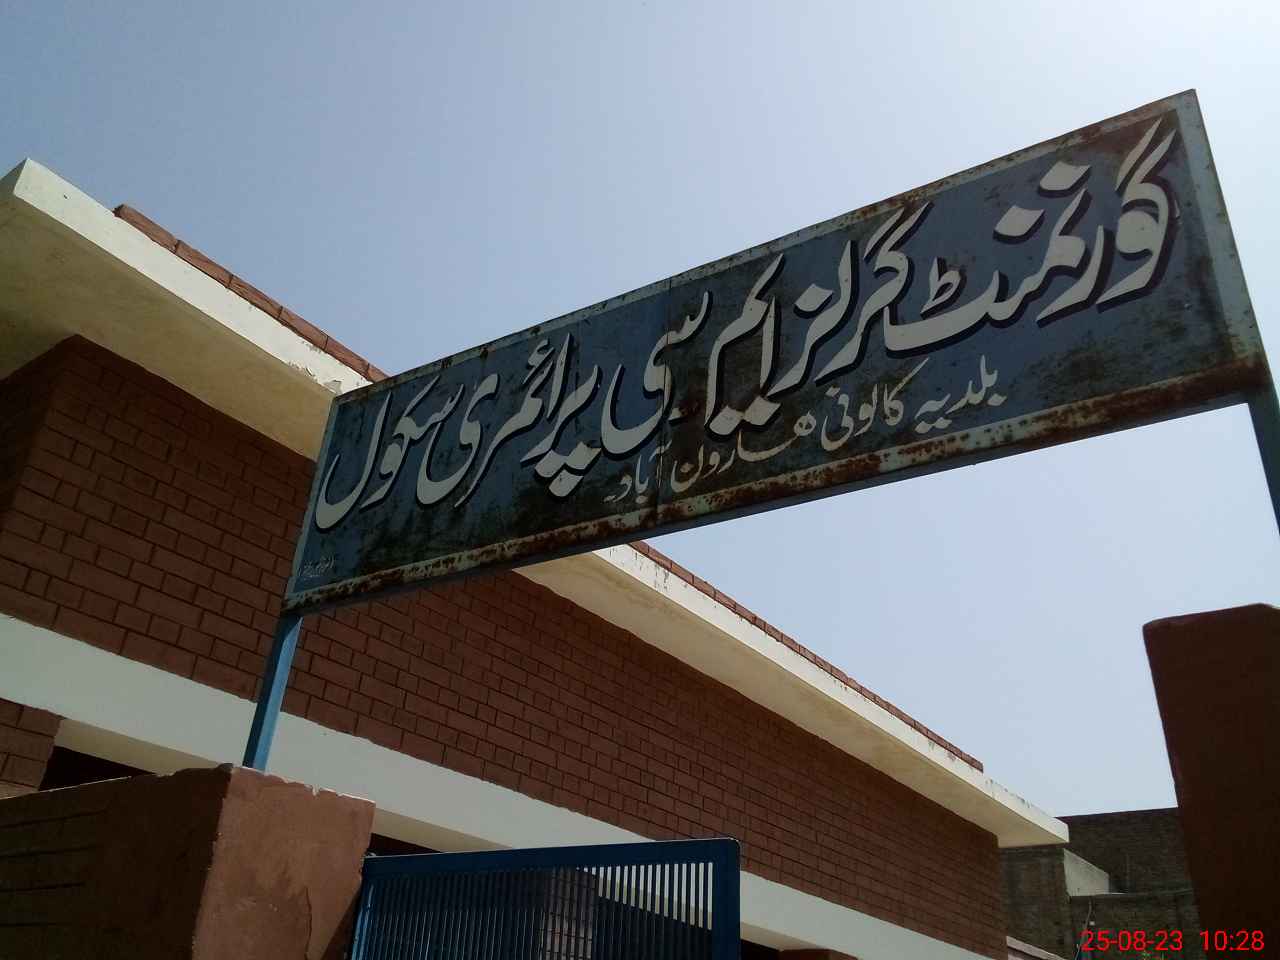 گورنمنٹ گرلز ایم سی پرائمری سکول
بلدیہ کالونی ھارون آباد۔
25-08-23 10:28